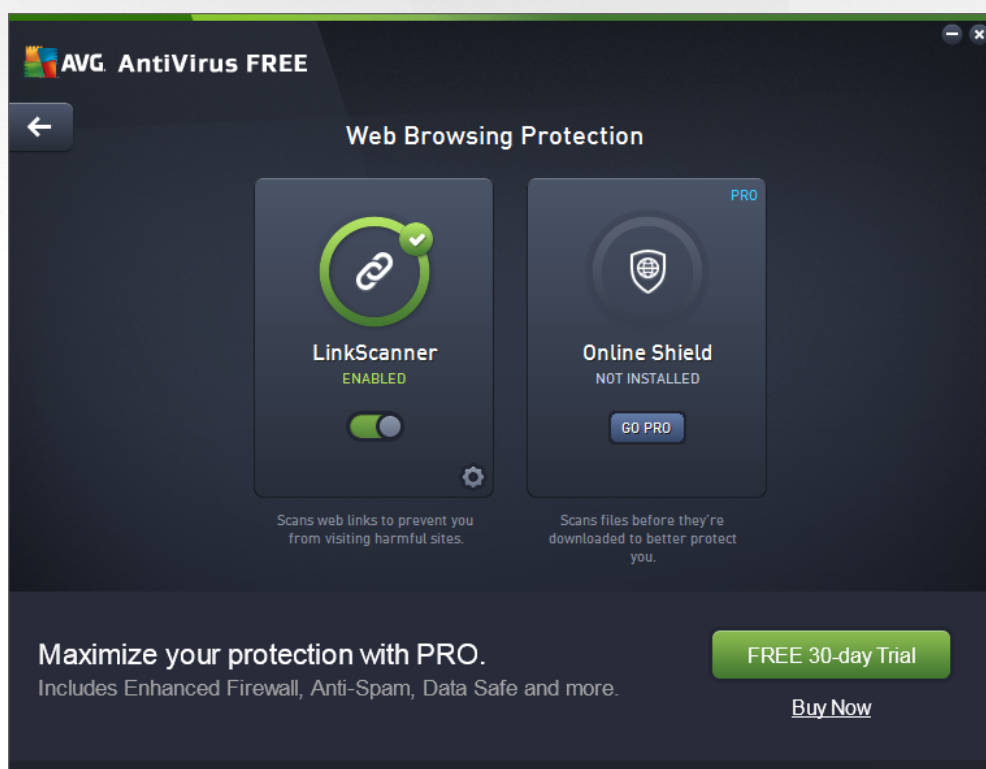 AVG. AntiVirus FREE
Web Browsing Protection
PRO
LinkScanner
ENABLED
Online Shield
NOT INSTALLED
GO PRO
Scans web links to prevent you
from visiting harmful sites.
Scans files before they're
downloaded to better protect
you.
Maximize your protection with PRO.
Includes Enhanced Firewall, Anti-Spam, Data Safe and more.
FREE 30-day Trial
Buy Now